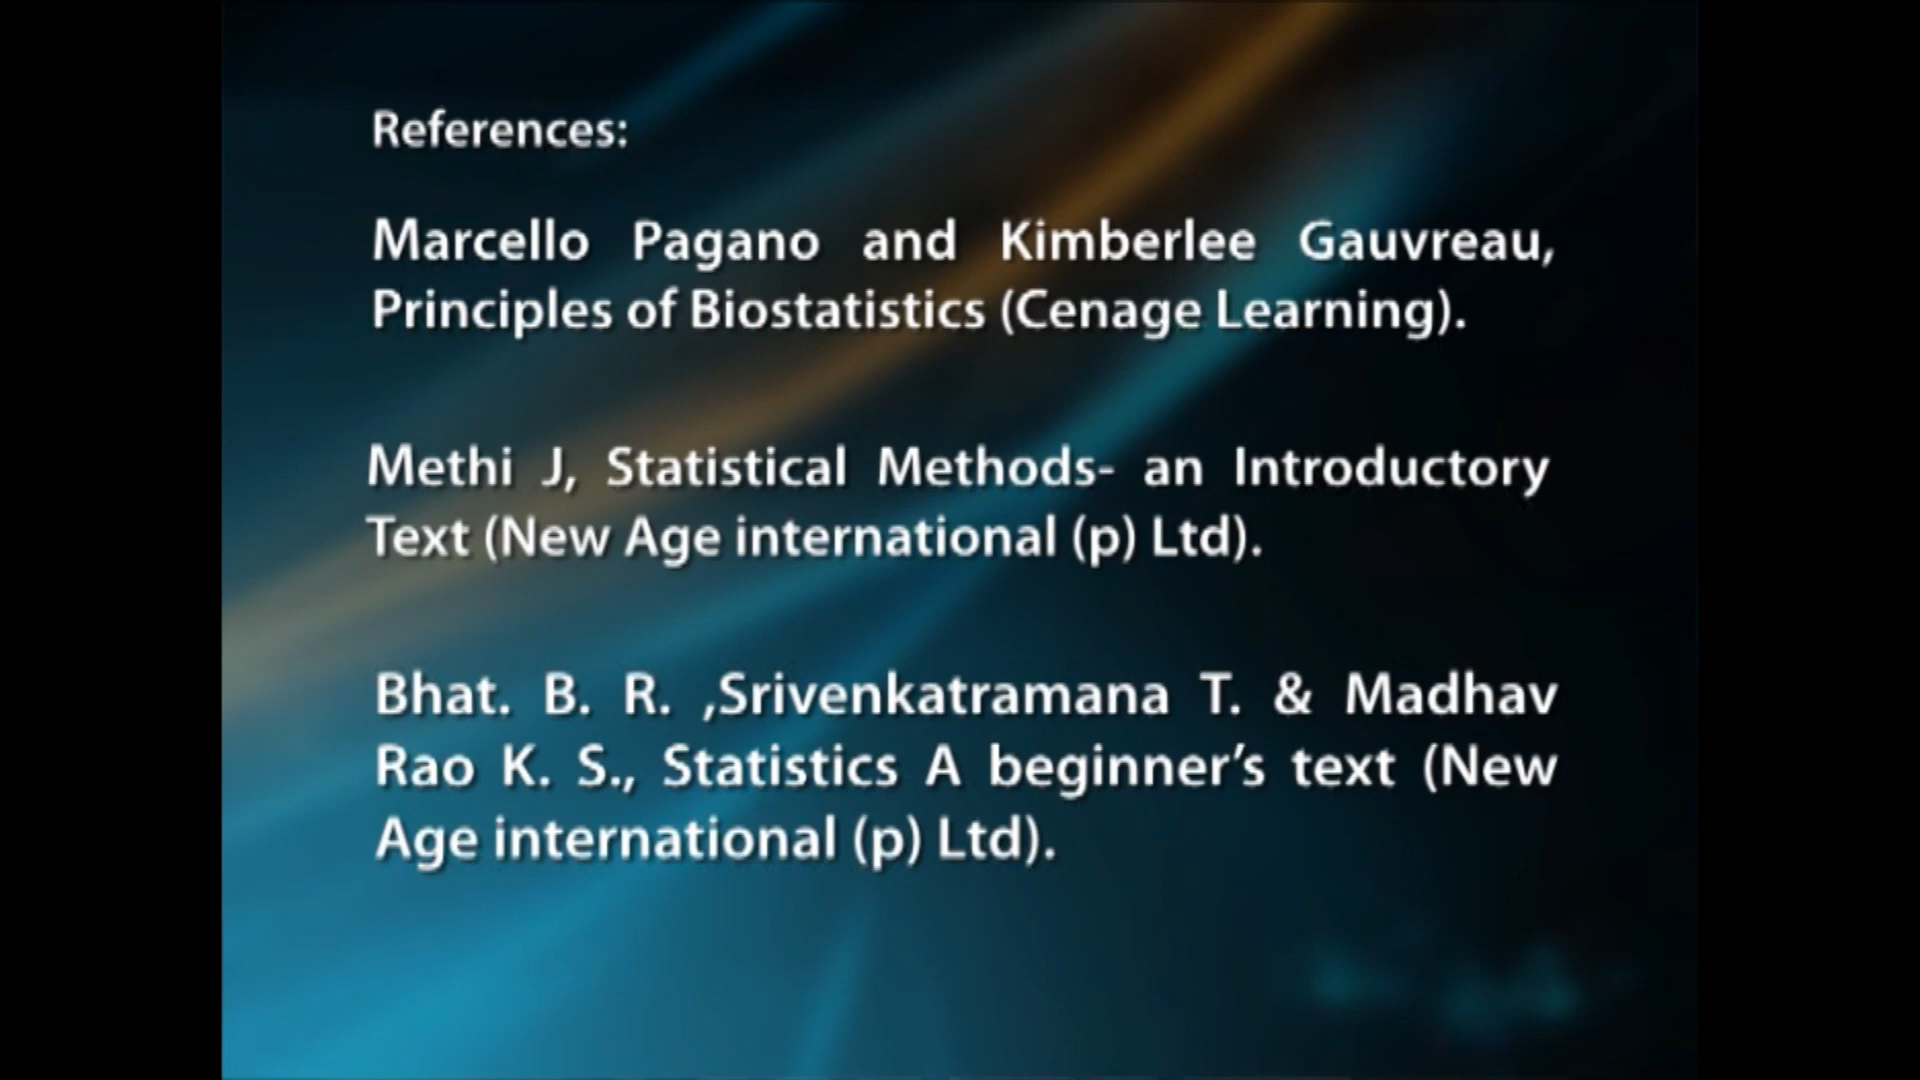 References:
Marcello Pagano and Kimberlee Gauvreau,
Principles of Biostatistics (Cenage Learning).
Methi J, Statistical Methods- an Introductory
Text (New Age international (p) Ltd).
Bhat. B. R. ,Srivenkatramana T. & Madhav
Rao K. S., Statistics A beginner’s text (New
Age international (p) Ltd).